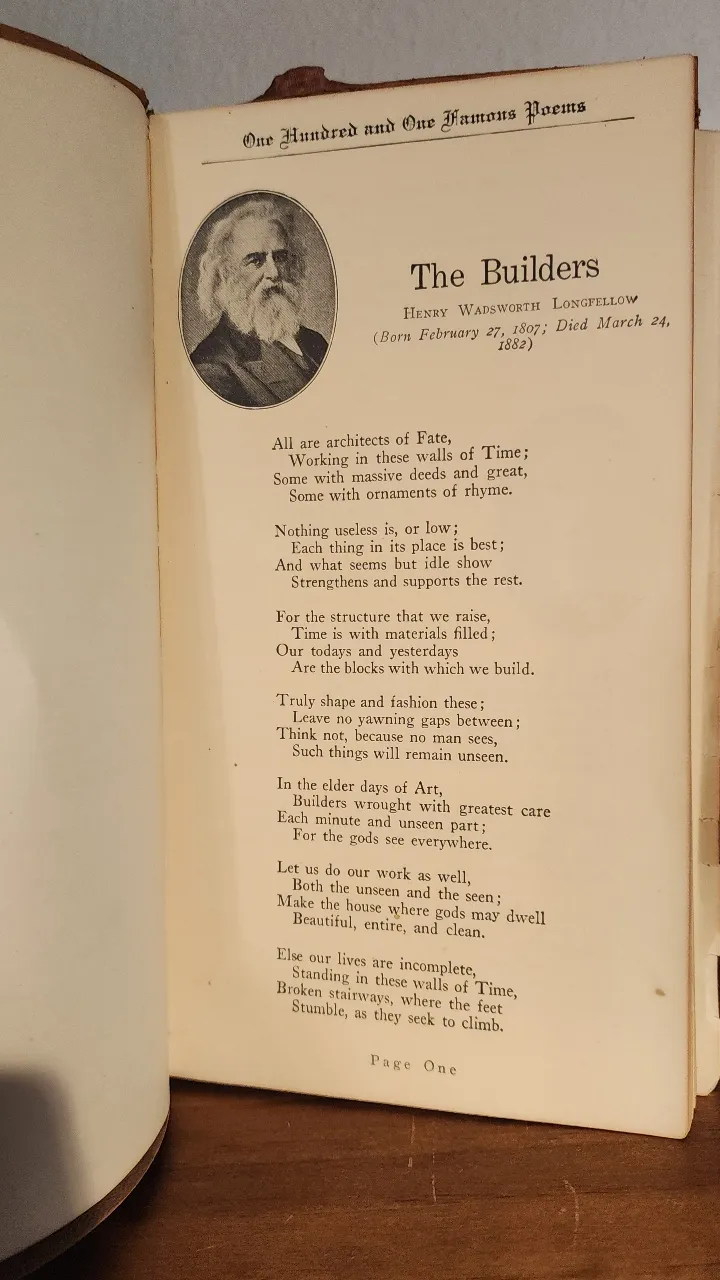 One Hundred and One Famous Poems
The Builders
Henry Wadsworth Longfellow
(Born February 27, 1807; Died March 24,
1882)
All are architects of Fate,
Working in these walls of Time;
Some with massive deeds and great,
Some with ornaments of rhyme.
Nothing useless is, or low;
Each thing in its place is best;
And what seems but idle show
Strengthens and supports the rest.
For the structure that we raise,
Time is with materials filled;
Our todays and yesterdays
Are the blocks with which we build.
Truly shape and fashion these;
Leave no yawning gaps between;
Think not, because no man sees,
Such things will remain unseen.
In the elder days of Art,
Builders wrought with greatest care
Each minute and unseen part;
For the gods see everywhere.
Let us do our work as well,
Both the unseen and the seen;
Make the house where gods may dwell
Beautiful, entire, and clean.
Else our lives are incomplete,
Standing in these walls of Time,
Broken stairways, where the feet
Stumble, as they seek to climb.
Page One